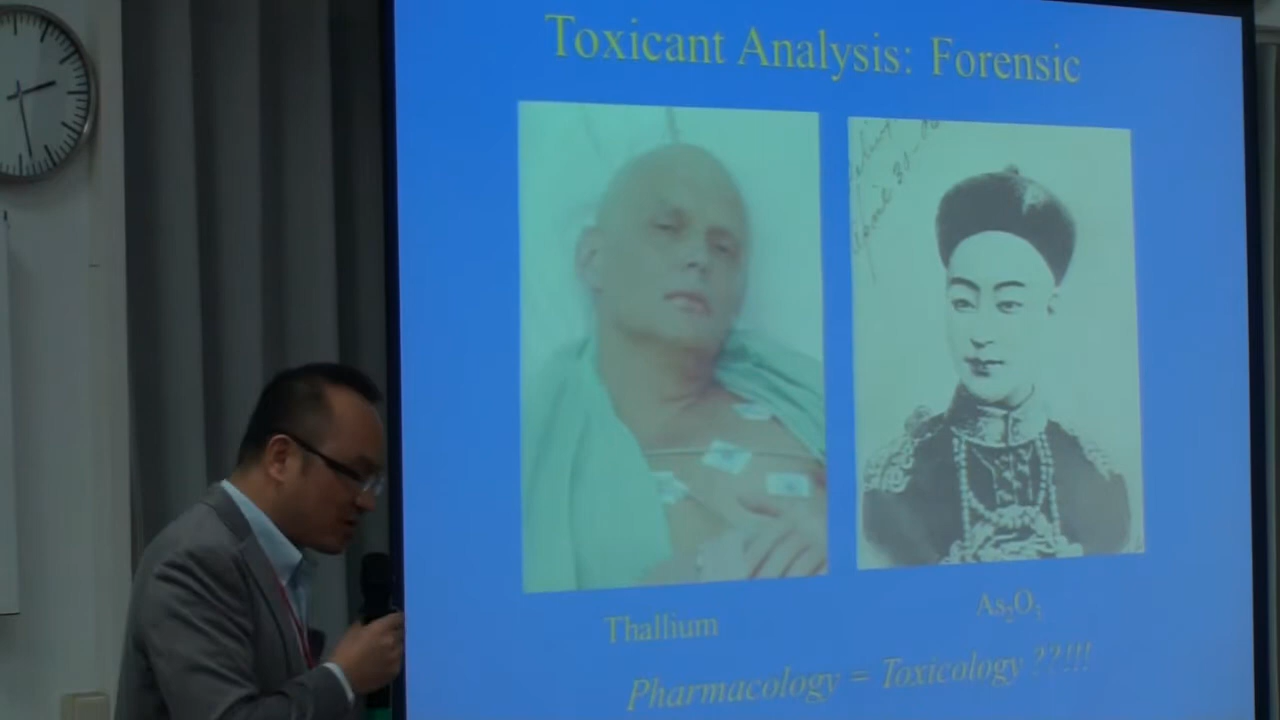 Toxicant Analysis: Forensic
Thallium
As₂O₃
Pharmacology = Toxicology ??!!!